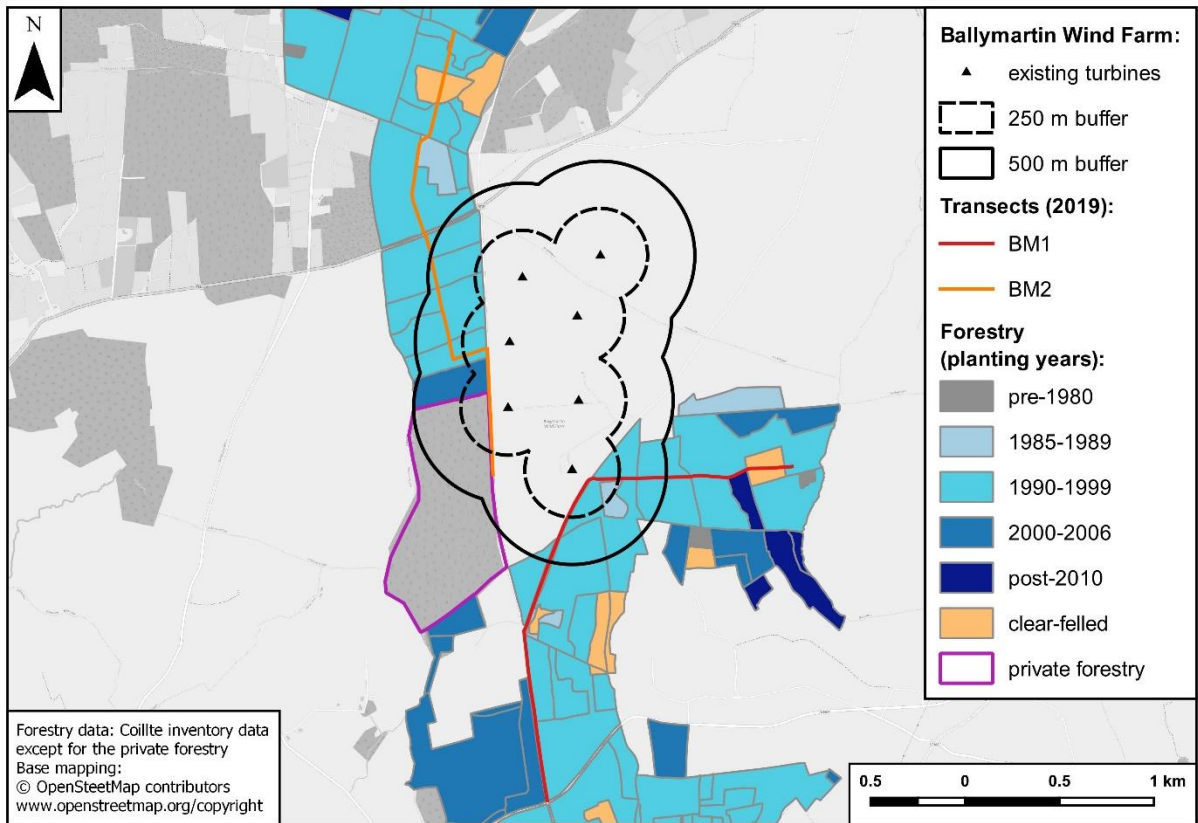 N
Ballymartin Wind Farm:
existing turbines
250 m buffer
500 m buffer
Transects (2019):
BM1
BM2
Forestry
(planting years):
pre-1980
1985-1989
1990-1999
2000-2006
post-2010
clear-felled
private forestry
Forestry data: Coillte inventory data
except for the private forestry
Base mapping:
© OpenSteetMap contributors
www.openstreetmap.org/copyright
0.5 0 0.5 1 km